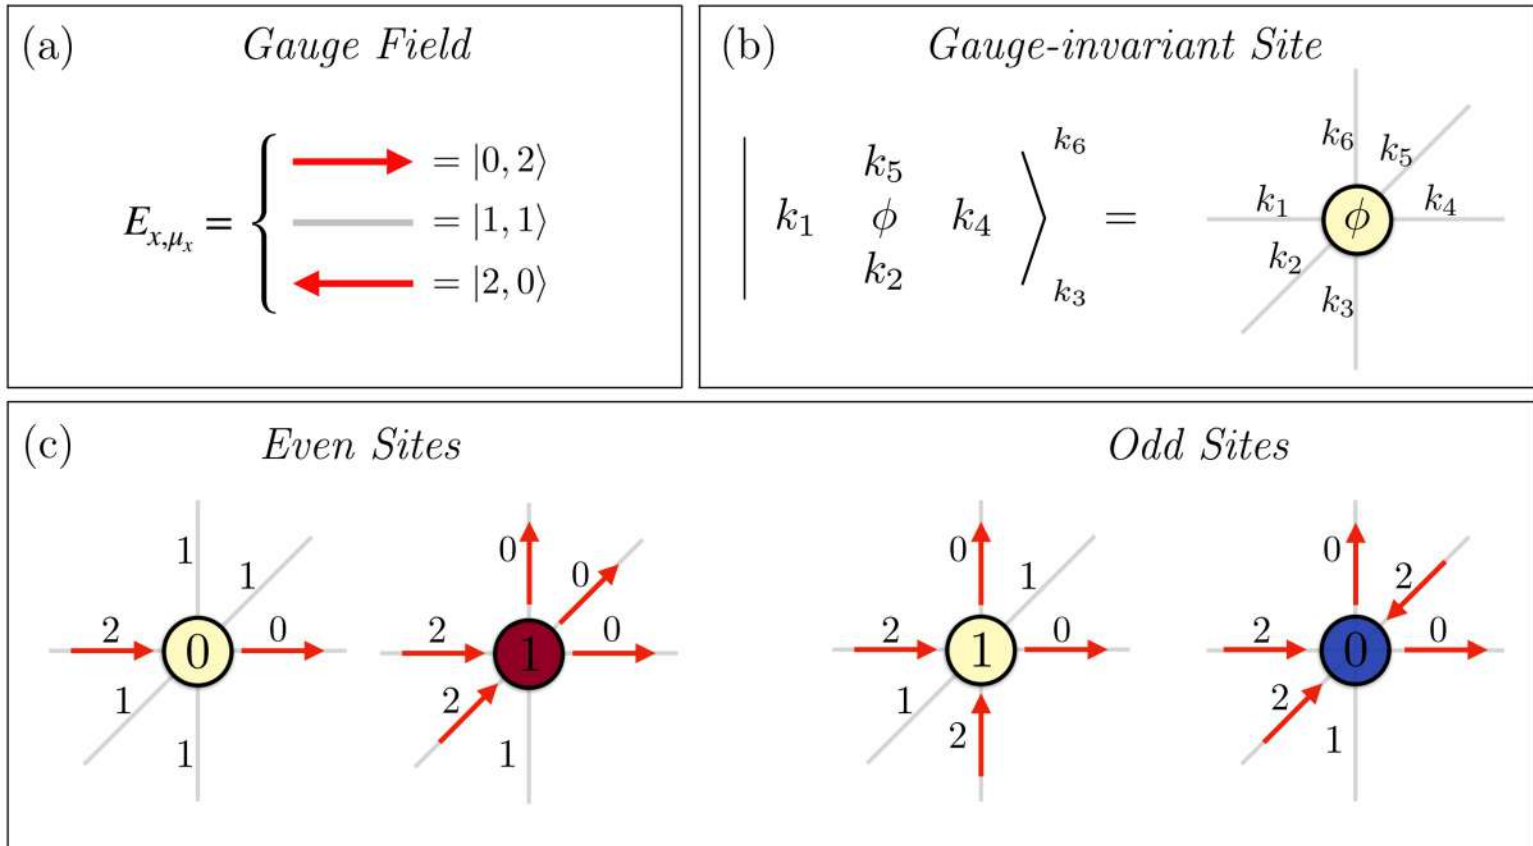 (a) Gauge Field
E_{x,μ_x} =
= |0, 2⟩
= |1, 1⟩
= |2, 0⟩
(b) Gauge-invariant Site
| k_1 k_5 ϕ k_2 k_4 ⟩ k_6 k_3 =
k_6 k_5
k_1 ϕ k_4
k_2 k_3
(c) Even Sites
1 1
2 0 0
1 1
0 0
2 1 0
2 1
Odd Sites
0 1
2 1 0
1 2
0 2
2 0 0
2 1